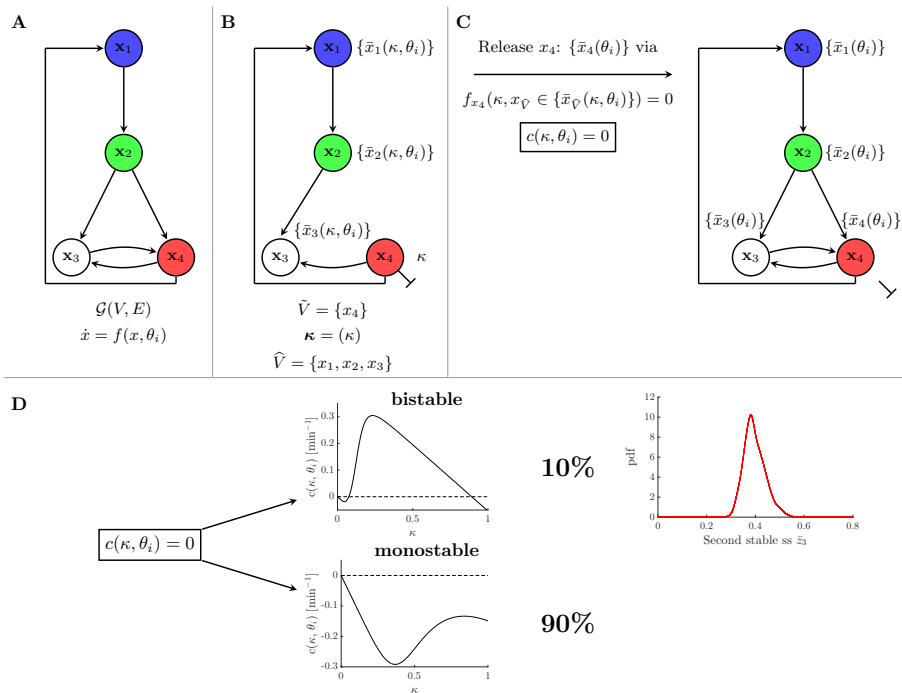 A
x₁
x₂
x₃
x₄
𝒢(V, E)
ẋ = f(x, θᵢ)
B
x₁ {x̄₁(κ, θᵢ)}
x₂ {x̄₂(κ, θᵢ)}
{x̄₃(κ, θᵢ)}
x₃
x₄ κ
Ṽ = {x₄}
κ = (κ)
V̂ = {x₁, x₂, x₃}
C
Release x₄: {x̄₄(θᵢ)} via
f_{x₄}(κ, x_{V̂} ∈ {x̄_{V̂}(κ, θᵢ)}) = 0
c(κ, θᵢ) = 0
x₁ {x̄₁(θᵢ)}
x₂ {x̄₂(θᵢ)}
{x̄₃(θᵢ)} {x̄₄(θᵢ)}
x₃
x₄
D
c(κ, θᵢ) = 0
bistable
c(κ, θᵢ) [min⁻¹]
0.3
0.2
0.1
0
0 0.5 1
κ
10%
pdf
12
10
8
6
4
2
0
0 0.2 0.4 0.6 0.8
Second stable ss z̄₃
monostable
c(κ, θᵢ) [min⁻¹]
0
-0.1
-0.2
-0.3
0 0.5 1
κ
90%